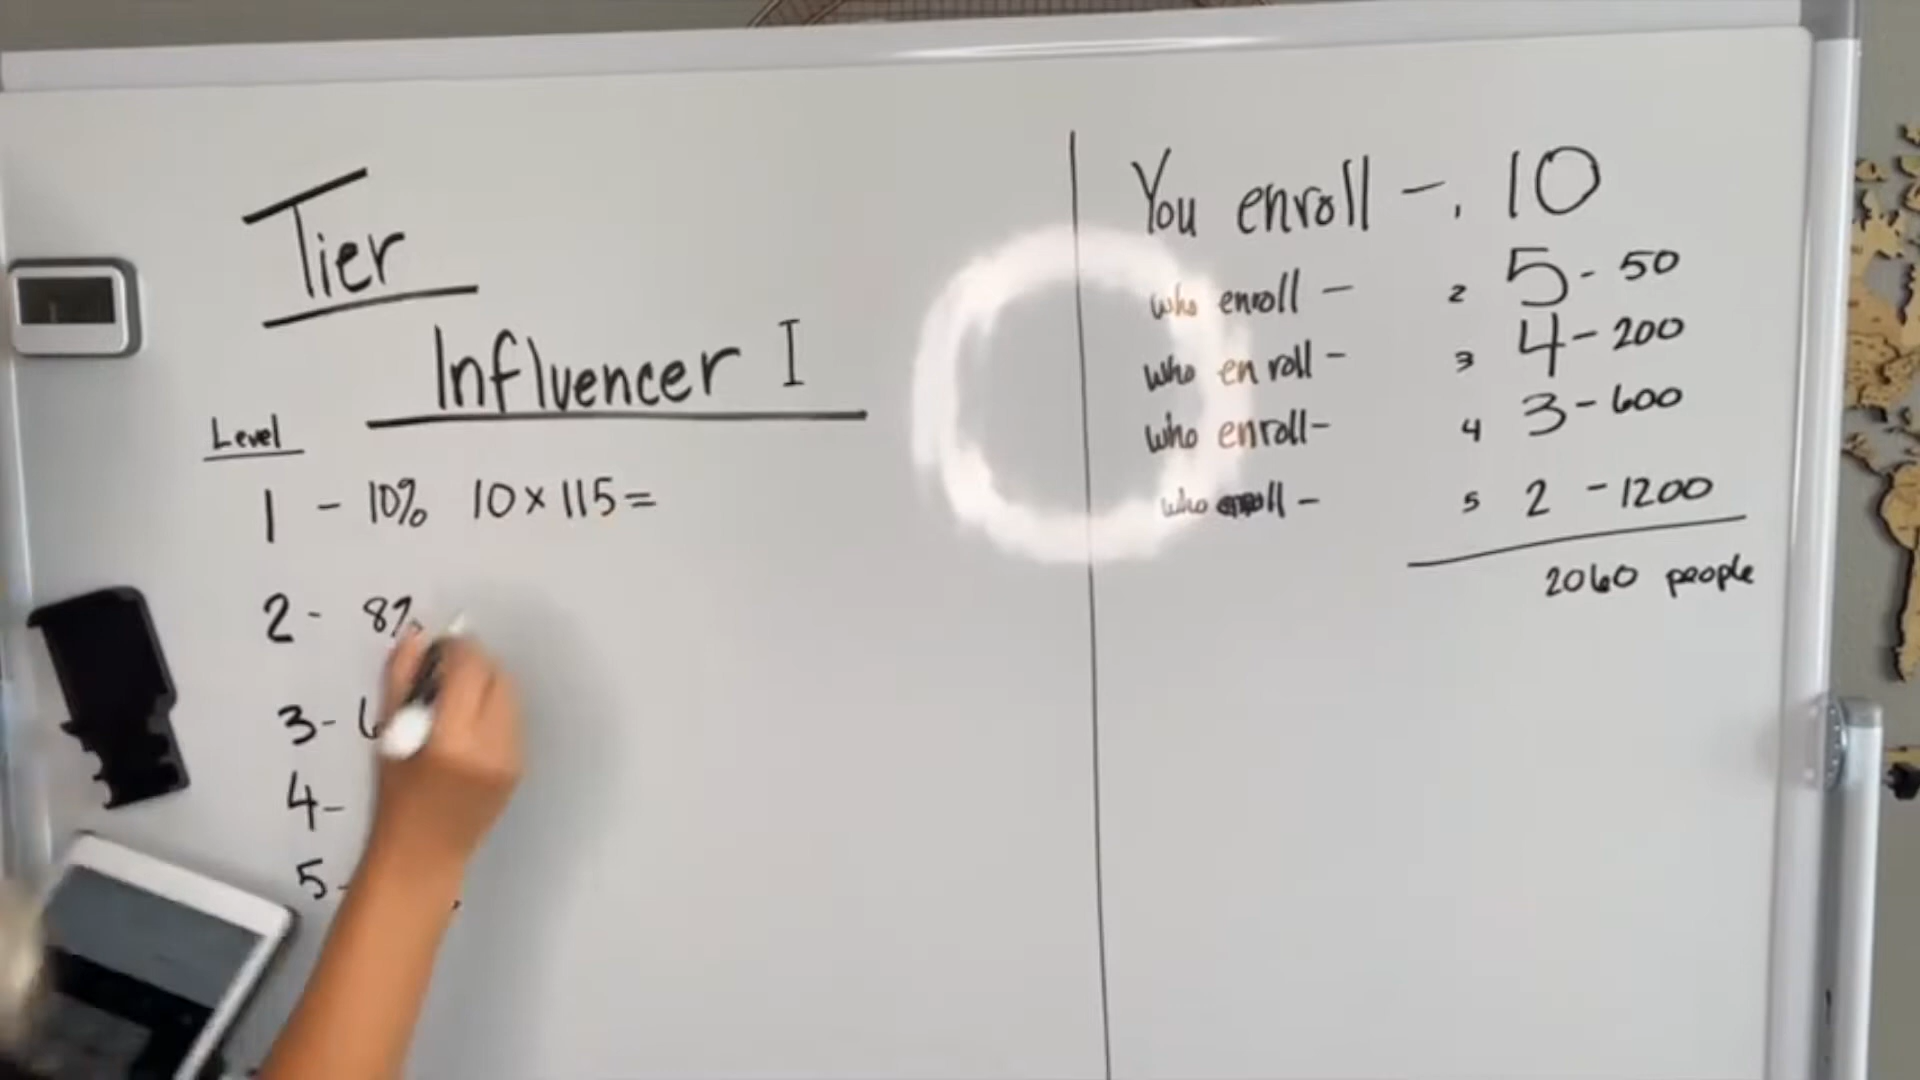 Tier
Influencer I
Level
1 - 10% 10 x 115 =
2 - 8%
3 -
4 -
5 -
You enroll - . 10
who enroll - 2 5 - 50
who enroll - 3 4 - 200
who enroll - 4 3 - 600
who enroll - 5 2 - 1200
2060 people